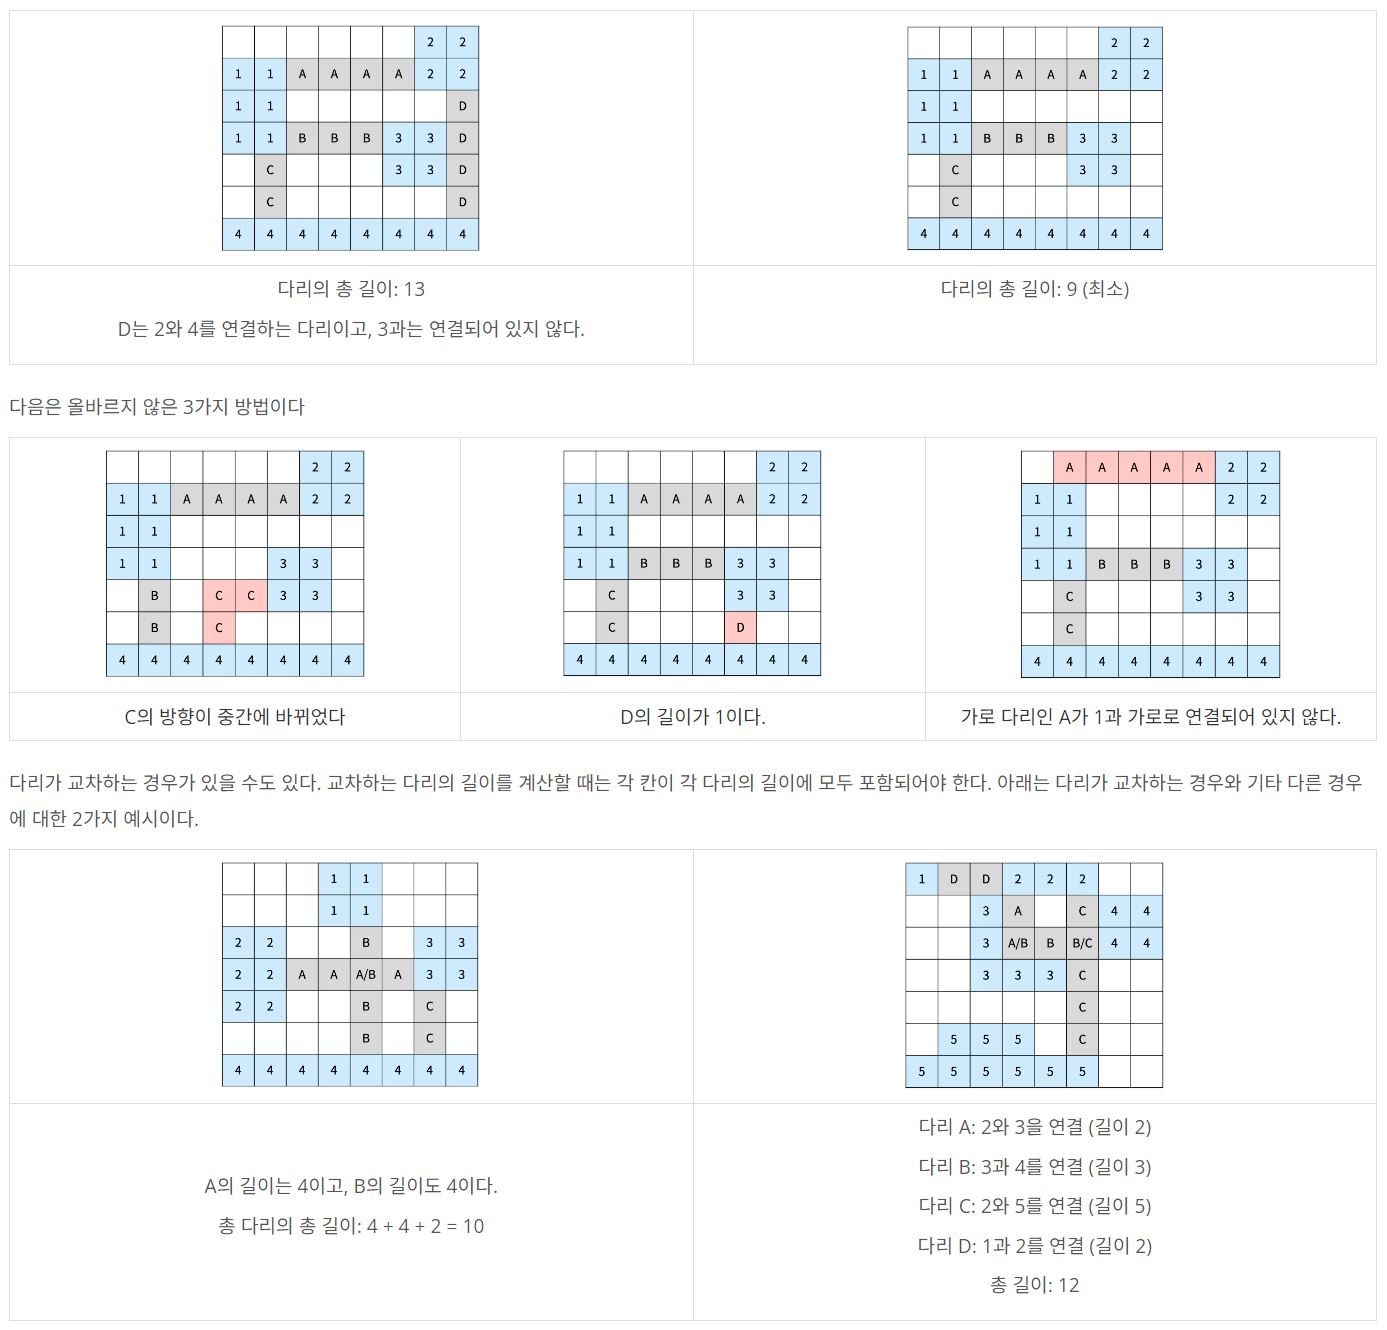 2 2
1 1 A A A A 2 2
1 1 D
1 1 B B B 3 3 D
C 3 3 D
C D
4 4 4 4 4 4 4 4
다리의 총 길이: 13
D는 2와 4를 연결하는 다리이고, 3과는 연결되어 있지 않다.
2 2
1 1 A A A A 2 2
1 1
1 1 B B B 3 3
C 3 3
C
4 4 4 4 4 4 4 4
다리의 총 길이: 9 (최소)
다음은 올바르지 않은 3가지 방법이다
2 2
1 1 A A A A 2 2
1 1
1 1 3 3
B C C 3 3
B C
4 4 4 4 4 4 4 4
C의 방향이 중간에 바뀌었다
2 2
1 1 A A A A 2 2
1 1
1 1 B B B 3 3
C 3 3
C D
4 4 4 4 4 4 4 4
D의 길이가 1이다.
A A A A A 2 2
1 1 2 2
1 1
1 1 B B B 3 3
C 3 3
C
4 4 4 4 4 4 4 4
가로 다리인 A가 1과 가로로 연결되어 있지 않다.
다리가 교차하는 경우가 있을 수도 있다. 교차하는 다리의 길이를 계산할 때는 각 칸이 각 다리의 길이에 모두 포함되어야 한다. 아래는 다리가 교차하는 경우와 기타 다른 경우
에 대한 2가지 예시이다.
1 1
1 1
2 2 B 3 3
2 2 A A A/B A 3 3
2 2 B C
B C
4 4 4 4 4 4 4 4
A의 길이는 4이고, B의 길이도 4이다.
총 다리의 총 길이: 4 + 4 + 2 = 10
1 D D 2 2 2
3 A C 4 4
3 A/B B B/C 4 4
3 3 3 C
C
5 5 5 C
5 5 5 5 5 5
다리 A: 2와 3을 연결 (길이 2)
다리 B: 3과 4를 연결 (길이 3)
다리 C: 2와 5를 연결 (길이 5)
다리 D: 1과 2를 연결 (길이 2)
총 길이: 12